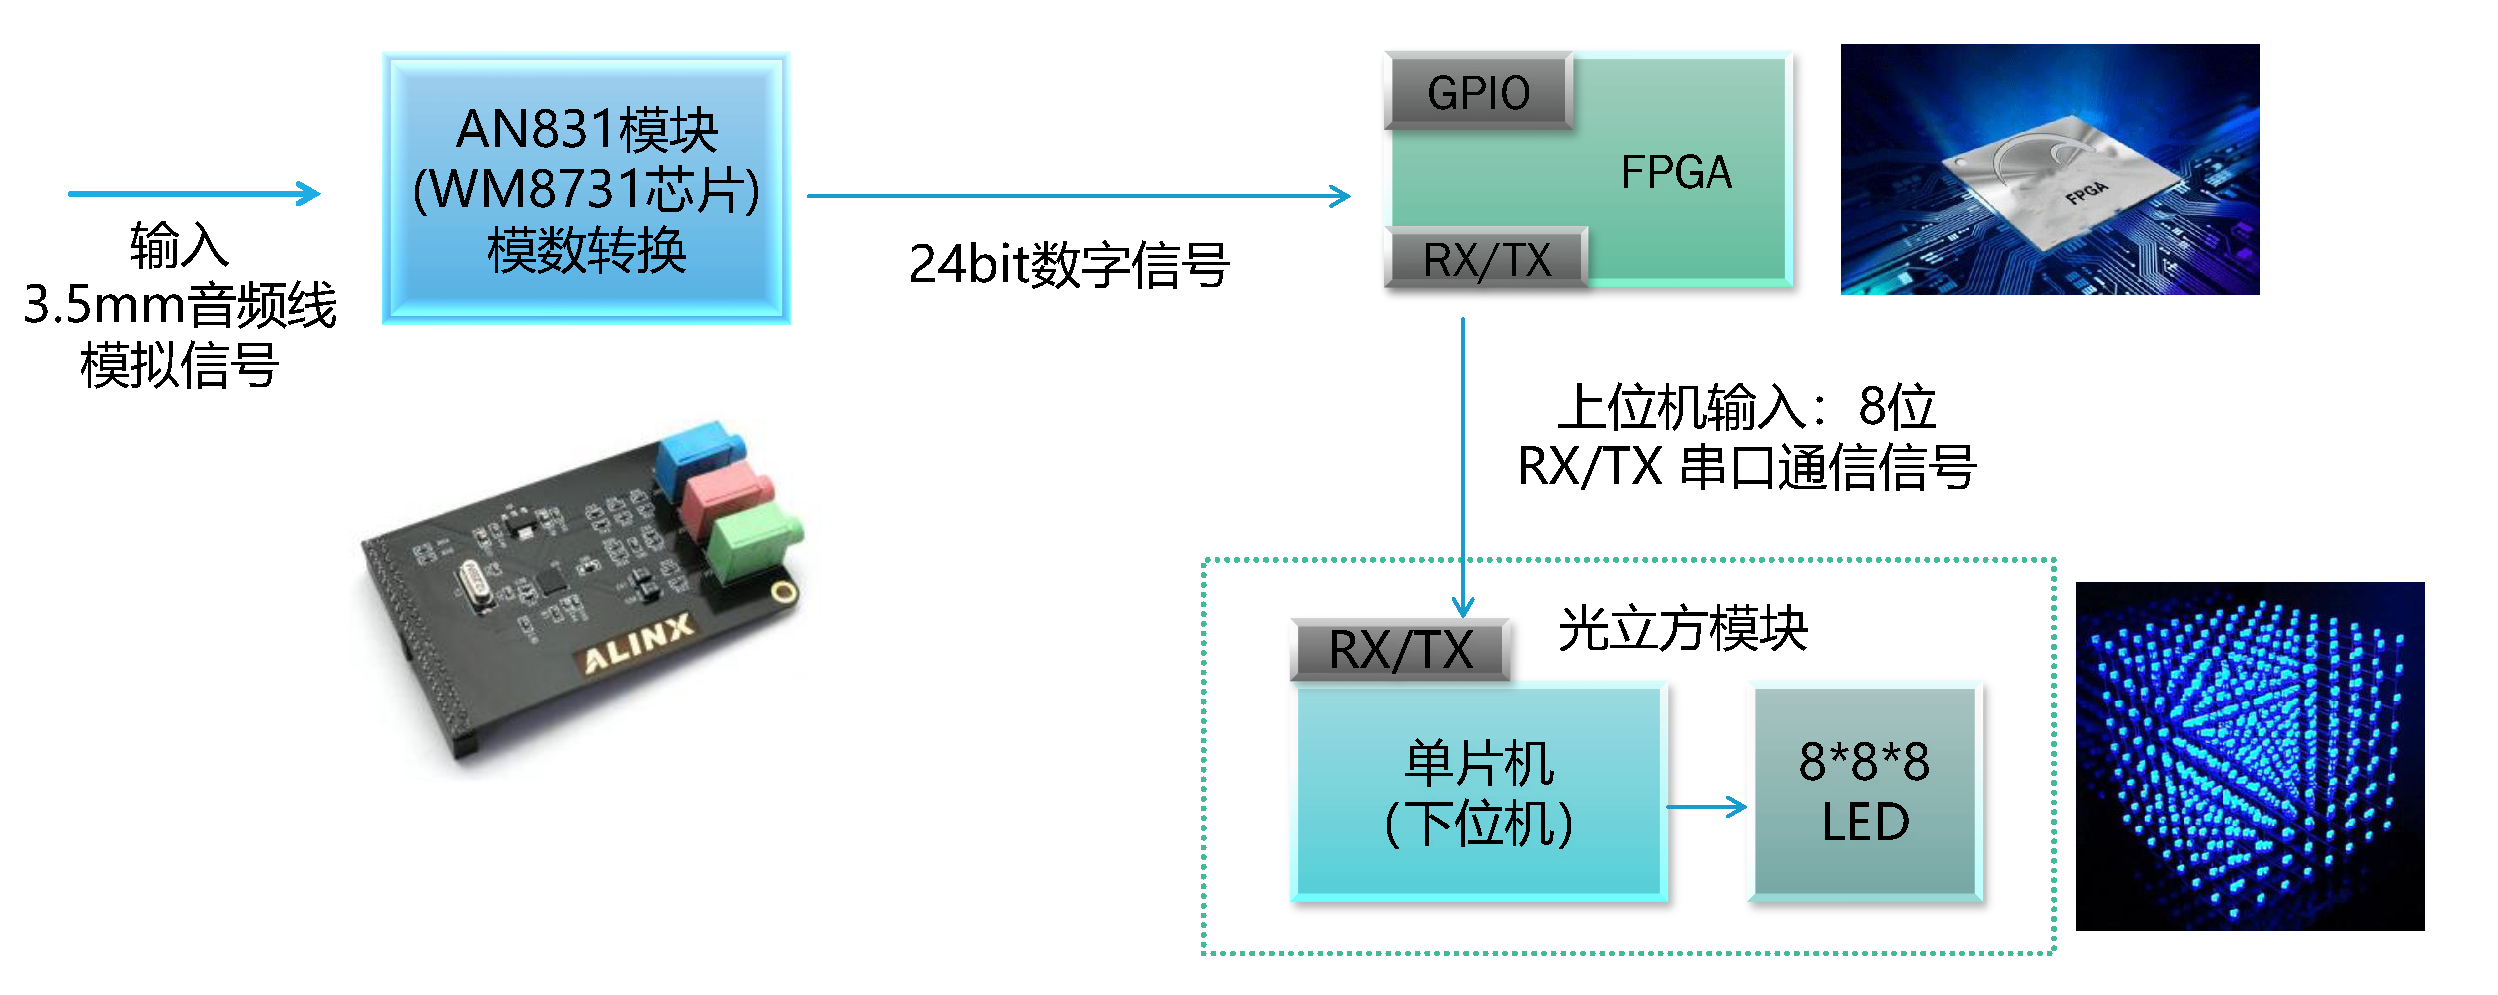 输入
3.5mm音频线
模拟信号
AN831模块
(WM8731芯片)
模数转换
24bit数字信号
GPIO
FPGA
RX/TX
FPGA
上位机输入：8位
RX/TX 串口通信信号
ALINX
光立方模块
RX/TX
单片机
(下位机)
8*8*8
LED